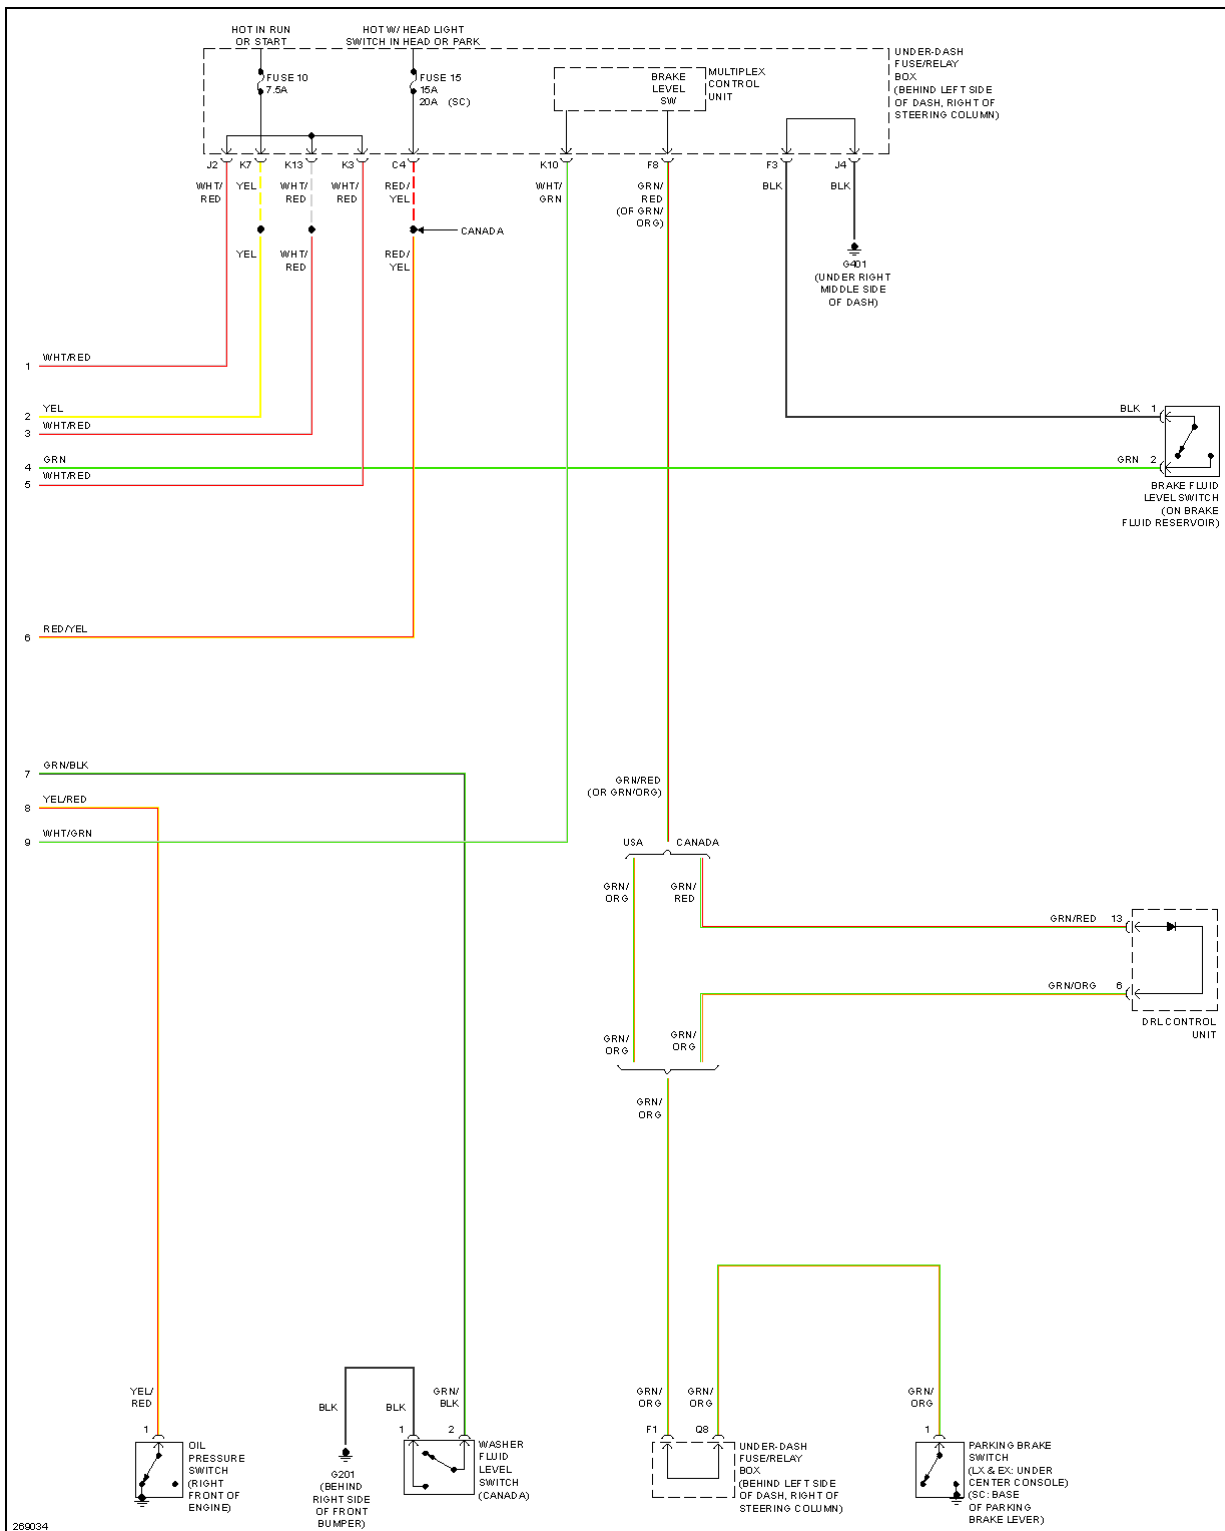 HOT IN RUN
OR START
HOT W/ HEAD LIGHT
SWITCH IN HEAD OR PARK
FUSE 10
7.5A
FUSE 15
15A
20A (SC)
BRAKE
LEVEL
SW
MULTIPLEX
CONTROL
UNIT
UNDER-DASH
FUSE/RELAY
BOX
(BEHIND LEFT SIDE
OF DASH, RIGHT OF
STEERING COLUMN)
J2
K7
K13
K3
C4
K10
F8
F3
J4
WHT/
RED
YEL
WHT/
RED
WHT/
RED
RED/
YEL
WHT/
GRN
GRN/
RED
(OF GRN/
ORG)
BLK
BLK
CANADA
YEL
WHT/
RED
RED/
YEL
G401
(UNDER RIGHT
MIDDLE SIDE
OF DASH)
1 WHT/RED
2 YEL
3 WHT/RED
4 GRN
5 WHT/RED
BLK 1
GRN 2
BRAKE FLUID
LEVEL SWITCH
(ON BRAKE
FLUID RESERVOIR)
6 RED/YEL
7 GRN/BLK
8 YEL/RED
9 WHT/GRN
GRN/RED
(OR GRN/ORG)
USA
CANADA
GRN/
ORG
GRN/
RED
GRN/RED 13
GRN/ORG 6
DRL CONTROL
UNIT
GRN/
ORG
GRN/
ORG
GRN/
ORG
YEL/
RED
1
OIL
PRESSURE
SWITCH
(RIGHT
FRONT OF
ENGINE)
BLK
BLK
GRN/
BLK
1
2
G201
(BEHIND
RIGHT SIDE
OF FRONT
BUMPER)
WASHER
FLUID
LEVEL
SWITCH
(CANADA)
GRN/
ORG
GRN/
ORG
F1
Q8
UNDER-DASH
FUSE/RELAY
BOX
(BEHIND LEFT SIDE
OF DASH, RIGHT OF
STEERING COLUMN)
GRN/
ORG
1
PARKING BRAKE
SWITCH
(LX & EX: UNDER
CENTER CONSOLE)
(SC: BASE
OF PARKING
BRAKE LEVER)
269034